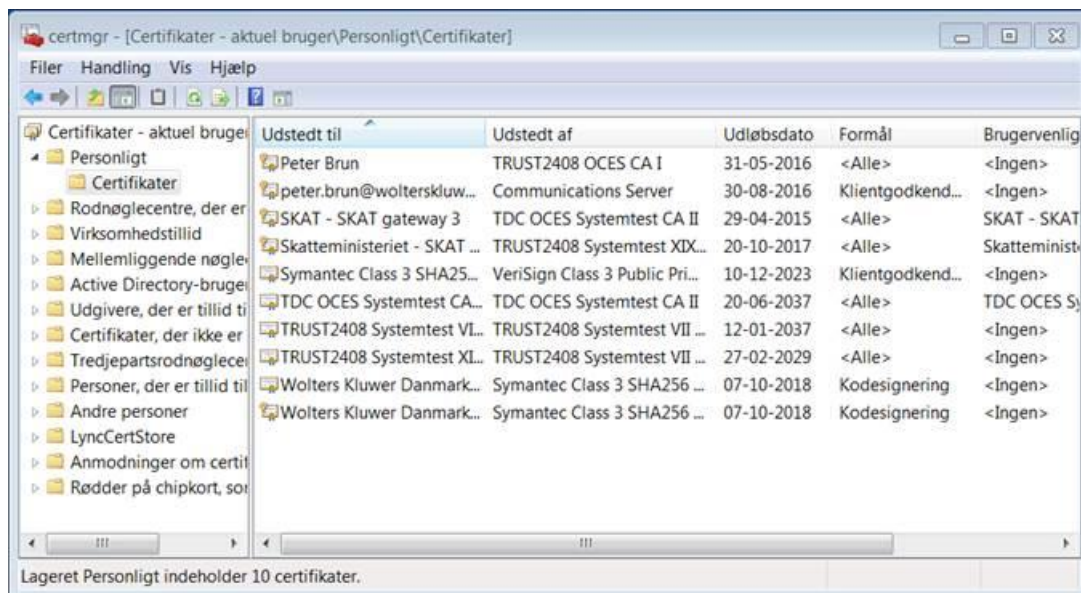 certmgr - [Certifikater - aktuel bruger\Personligt\Certifikater]
Filer Handling Vis Hjælp
Certifikater - aktuel bruger
Personligt
Certifikater
Rodnøglecentre, der er
Virksomhedstillid
Mellemliggende nøgle
Active Directory-bruge
Udgivere, der er tillid ti
Certifikater, der ikke er
Tredjepartsrodnøglece
Personer, der er tillid til
Andre personer
LyncCertStore
Anmodninger om certif
Rødder på chipkort, so
Udstedt til Udstedt af Udløbsdato Formål Brugervenlig
Peter Brun TRUST2408 OCES CA I 31-05-2016 <Alle> <Ingen>
peter.brun@wolterskluw... Communications Server 30-08-2016 Klientgodkend... <Ingen>
SKAT - SKAT gateway 3 TDC OCES Systemtest CA II 29-04-2015 <Alle> SKAT - SKAT
Skatteministeriet - SKAT ... TRUST2408 Systemtest XIX... 20-10-2017 <Alle> Skatteminist
Symantec Class 3 SHA25... VeriSign Class 3 Public Pri... 10-12-2023 Klientgodkend... <Ingen>
TDC OCES Systemtest CA... TDC OCES Systemtest CA II 20-06-2037 <Alle> TDC OCES Sy
TRUST2408 Systemtest VI... TRUST2408 Systemtest VII ... 12-01-2037 <Alle> <Ingen>
TRUST2408 Systemtest XI... TRUST2408 Systemtest VII ... 27-02-2029 <Alle> <Ingen>
Wolters Kluwer Danmark... Symantec Class 3 SHA256 ... 07-10-2018 Kodesignering <Ingen>
Wolters Kluwer Danmark... Symantec Class 3 SHA256 ... 07-10-2018 Kodesignering <Ingen>
Lageret Personligt indeholder 10 certifikater.